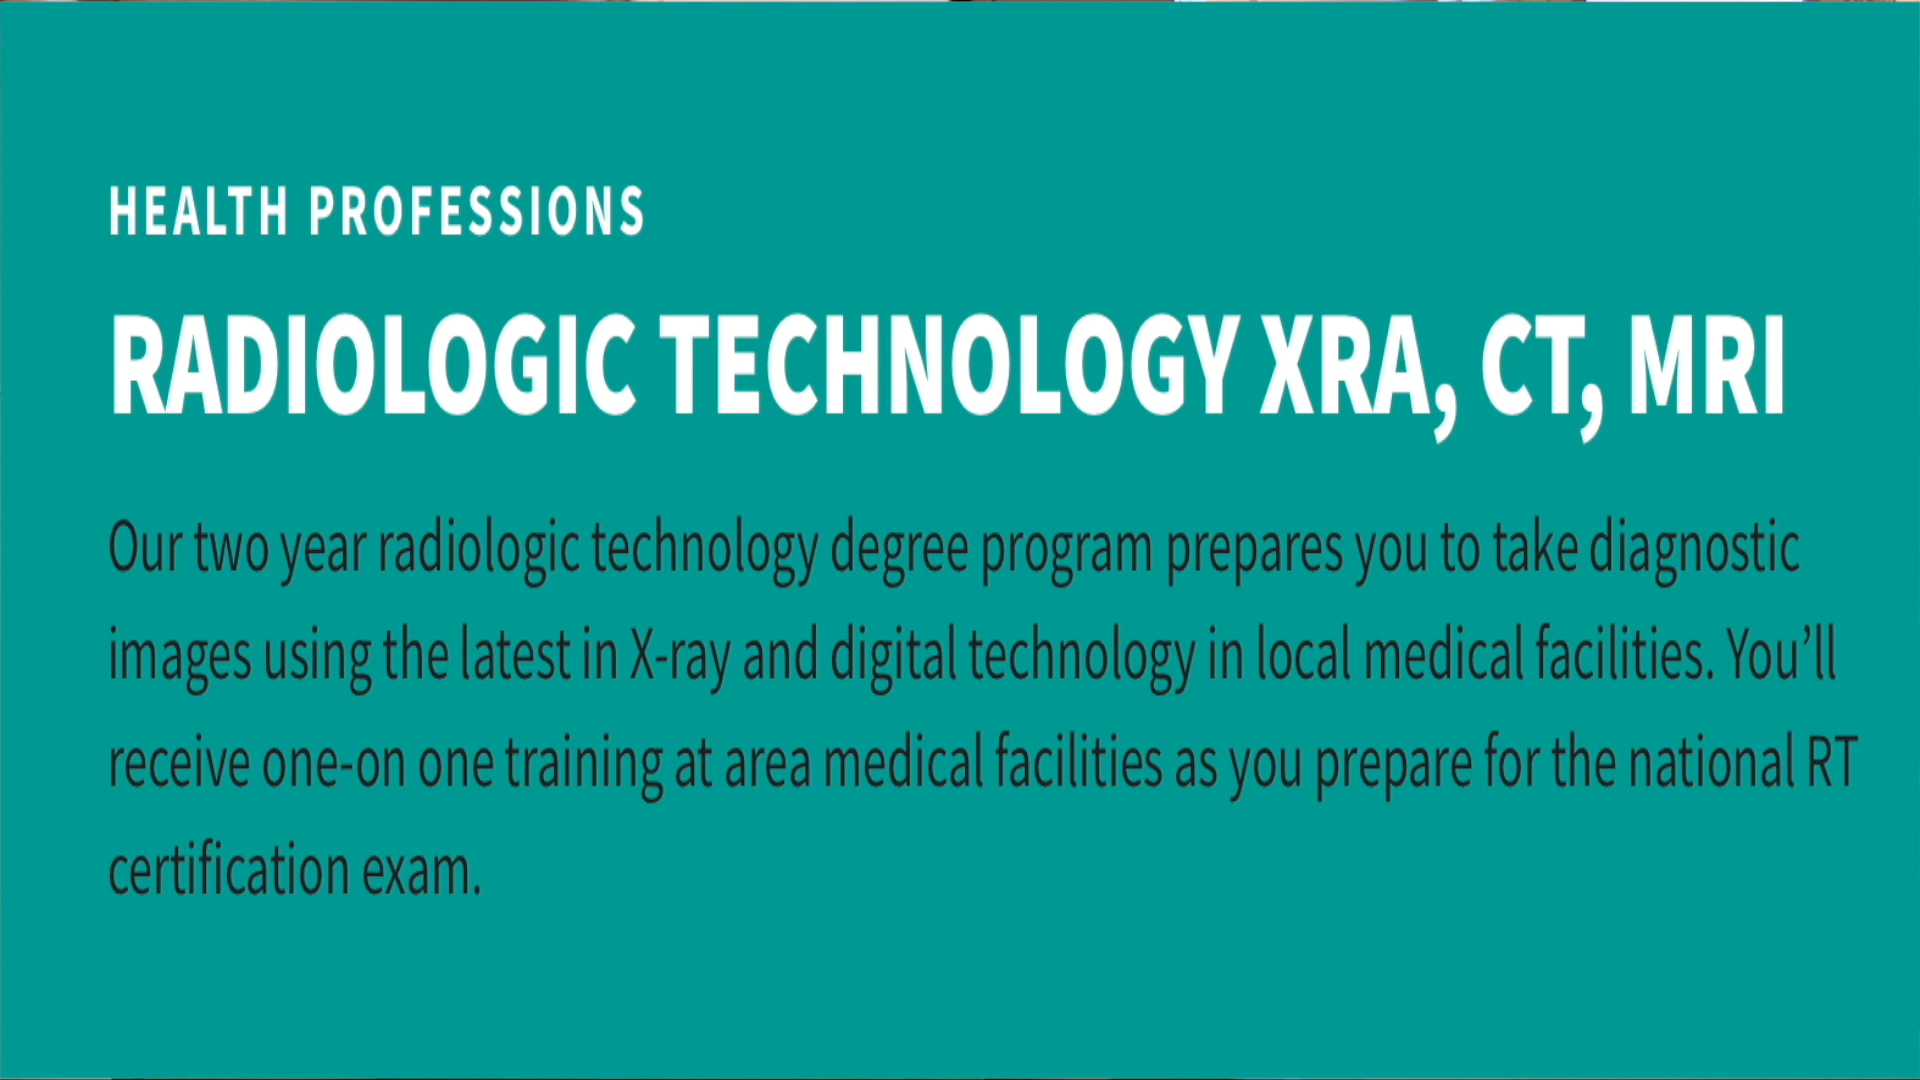 HEALTH PROFESSIONS
RADIOLOGIC TECHNOLOGY XRA, CT, MRI
Our two year radiologic technology degree program prepares you to take diagnostic
images using the latest in X-ray and digital technology in local medical facilities. You’ll
receive one-on one training at area medical facilities as you prepare for the national RT
certification exam.